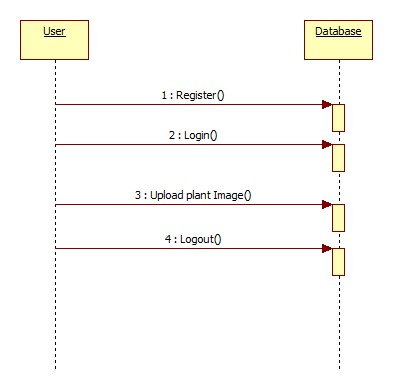 User
Database
1 : Register()
2 : Login()
3 : Upload plant Image()
4 : Logout()